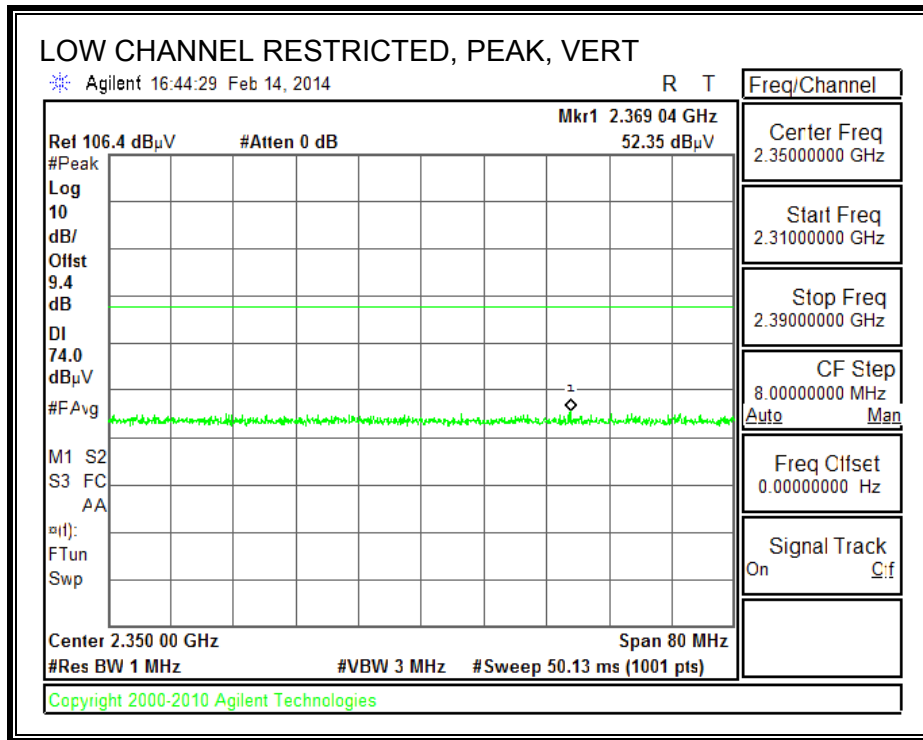 LOW CHANNEL RESTRICTED, PEAK, VERT
Agilent 16:44:29 Feb 14, 2014
R T
Mkr1 2.369 04 GHz
Ref 106.4 dBµV #Atten 0 dB 52.35 dBµV
#Peak
Log
10
dB/
Offst
9.4
dB
DI
74.0
dBµV
#PAvg
1
M1 S2
S3 FC
AA
¤(f):
FTun
Swp
Center 2.350 00 GHz Span 80 MHz
#Res BW 1 MHz #VBW 3 MHz #Sweep 50.13 ms (1001 pts)
Copyright 2000-2010 Agilent Technologies
Freq/Channel
Center Freq
2.35000000 GHz
Start Freq
2.31000000 GHz
Stop Freq
2.39000000 GHz
CF Step
8.00000000 MHz
Auto Man
Freq Offset
0.00000000 Hz
Signal Track
On Off